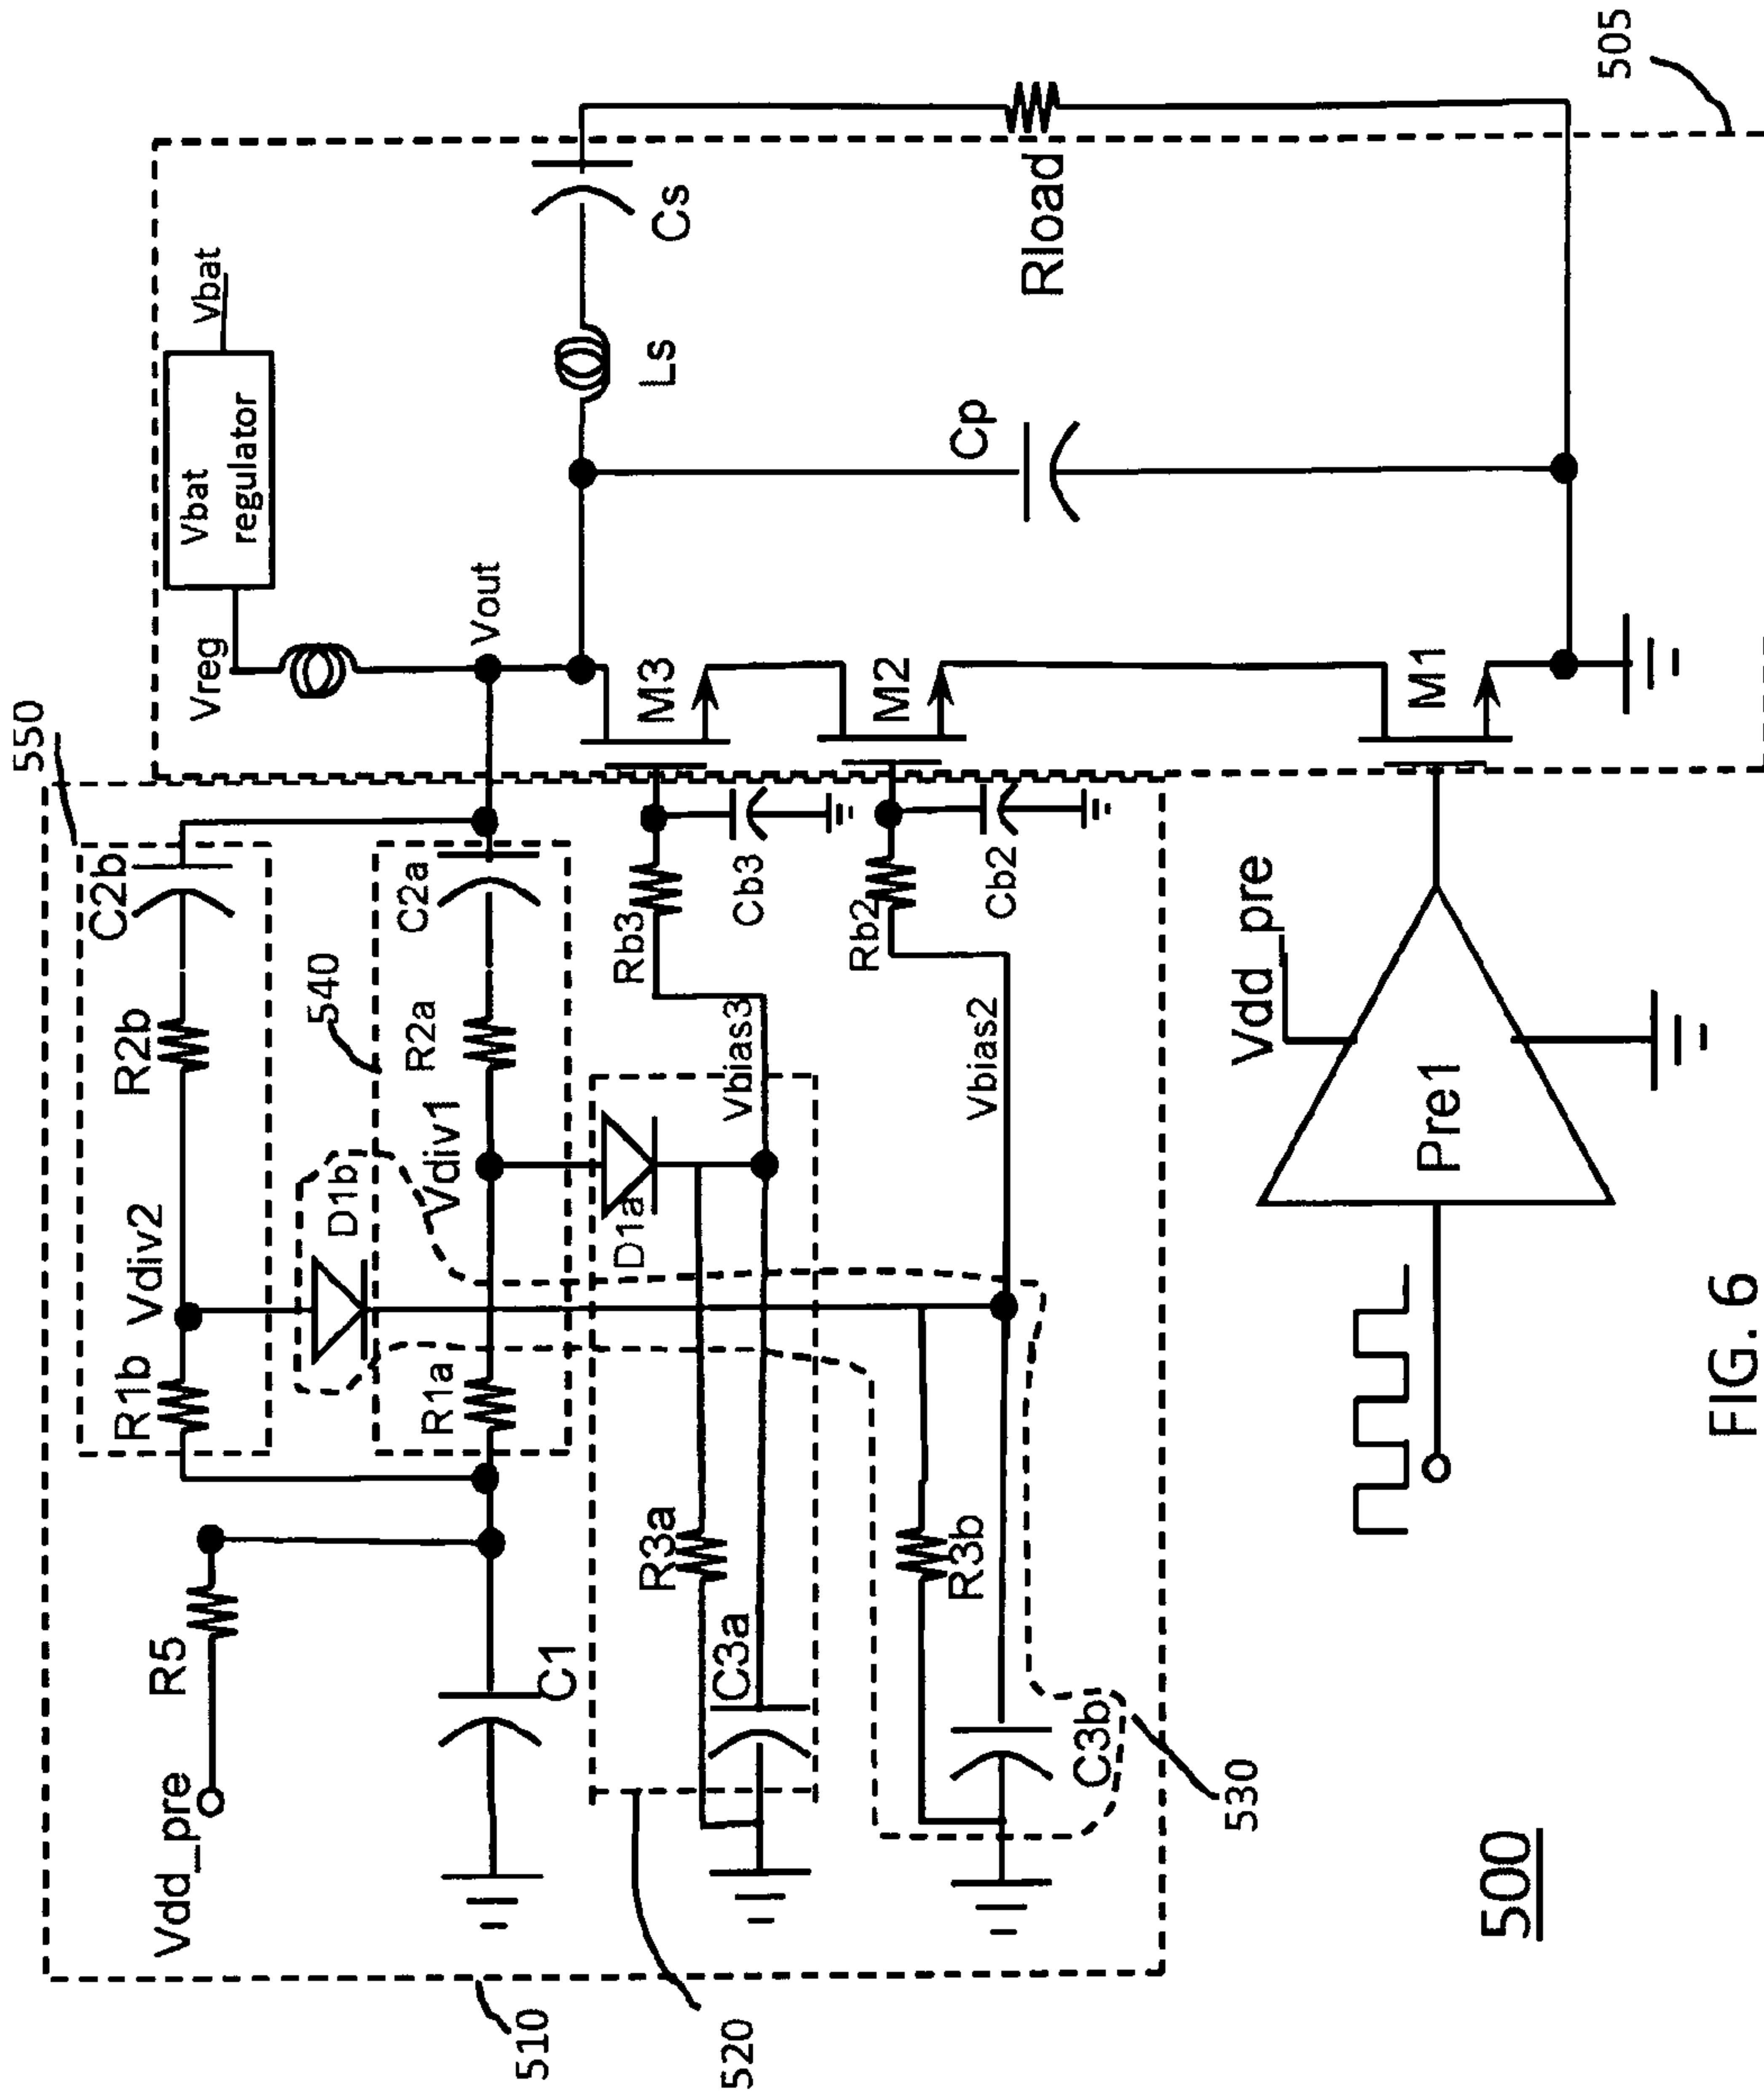 550
Vreg
Vbat regulator
Vbat
C2b
R2b
Vdiv2
R1b
540
Vout
C2a
R2a
Vdiv1
D1b
R1a
R5
Vdd_pre
C1
Cs
Ls
Cp
Rload
505
M3
M2
M1
Rb3
Cb3
Rb2
Cb2
Vbias3
Vbias2
D1a
R3a
C3a
R3b
C3b
510
520
530
Vdd_pre
Pre1
500
FIG. 6